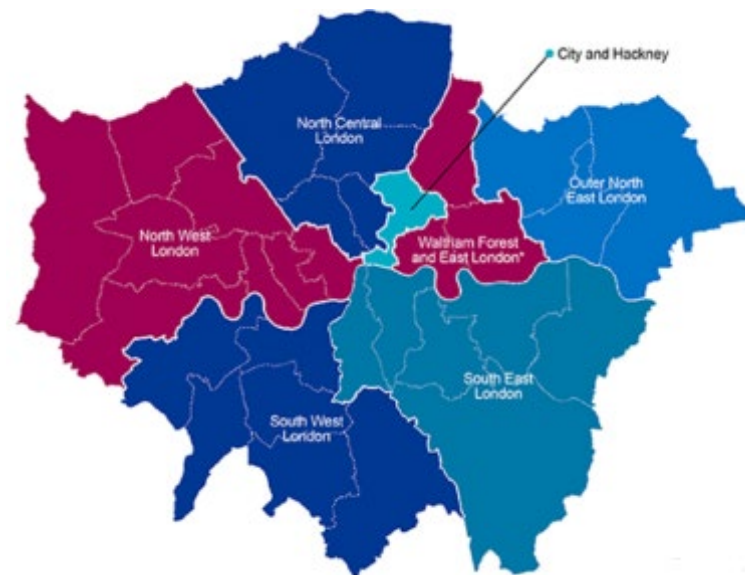 City and Hackney
North Central
London
Outer North
East London
North West
London
Waltham Forest
and East London*
South East
London
South West
London